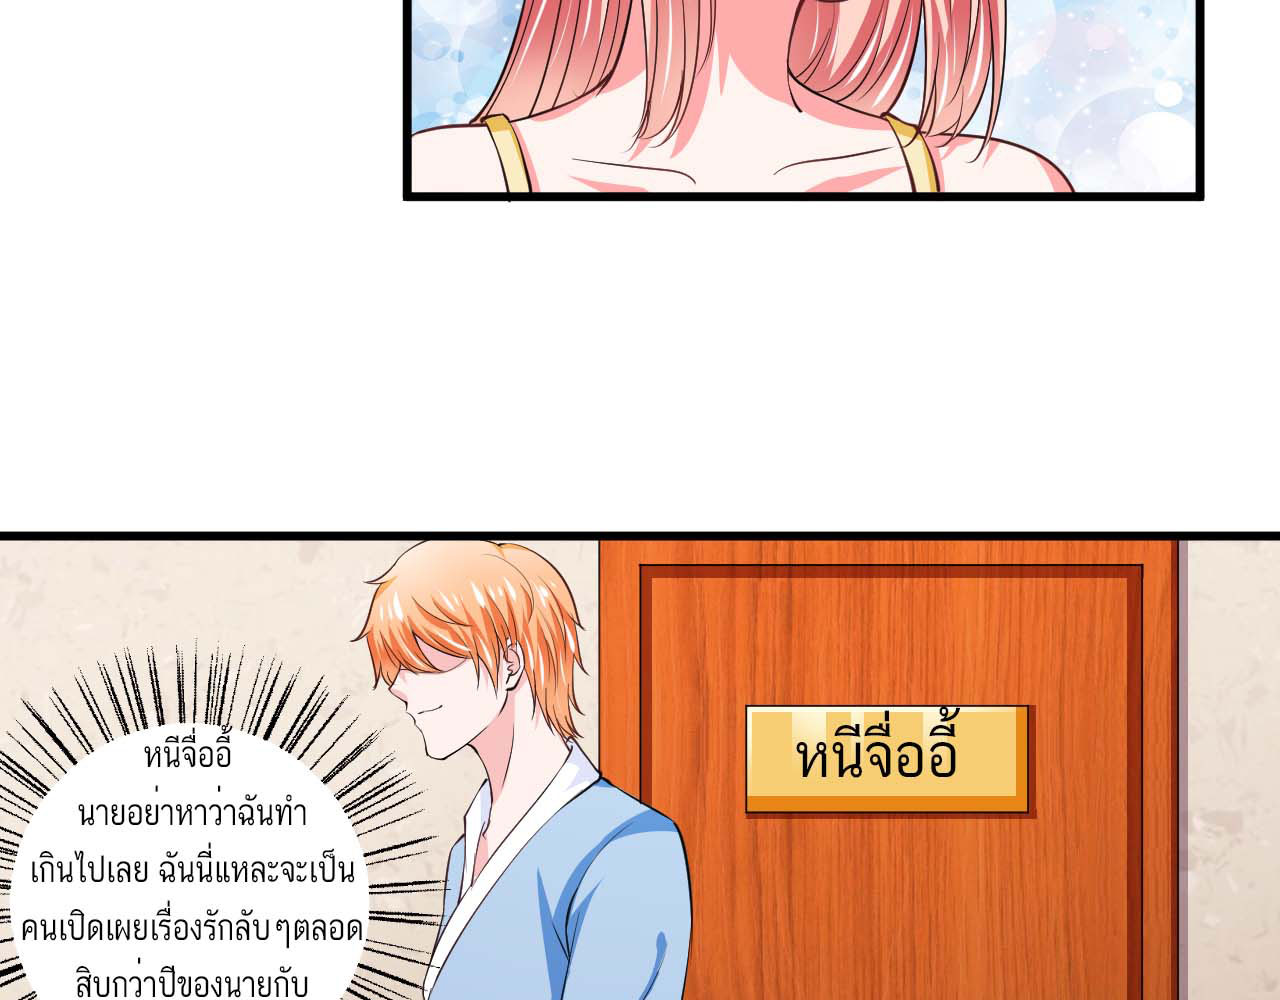 หนีจื่ออี้
หนีจื่ออี้
นายอย่าหาว่าฉันทำ
เกินไปเลย ฉันนี่แหละจะเป็น
คนเปิดเผยเรื่องรักลับๆตลอด
สิบกว่าปีของนายกับ